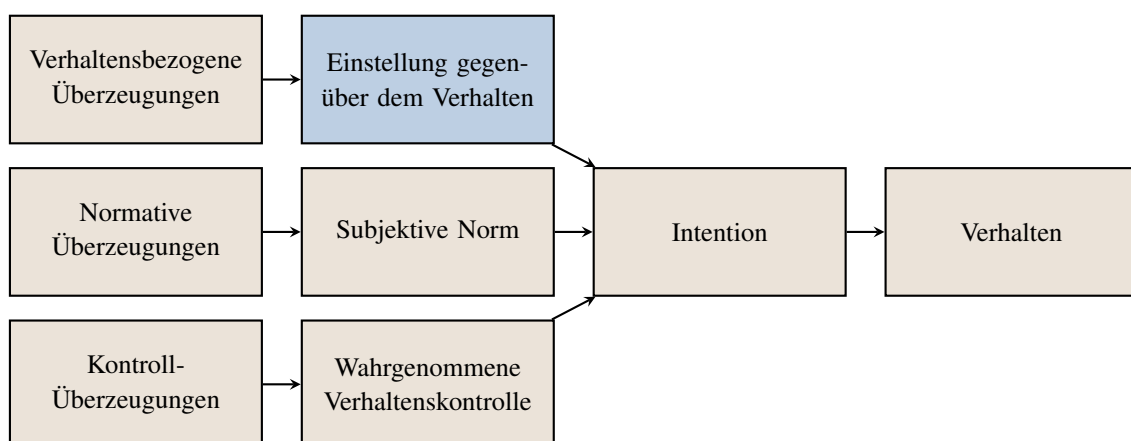 Verhaltensbezogene
Überzeugungen
Einstellung gegen-
über dem Verhalten
Normative
Überzeugungen
Subjektive Norm
Intention
Verhalten
Kontroll-
Überzeugungen
Wahrgenommene
Verhaltenskontrolle